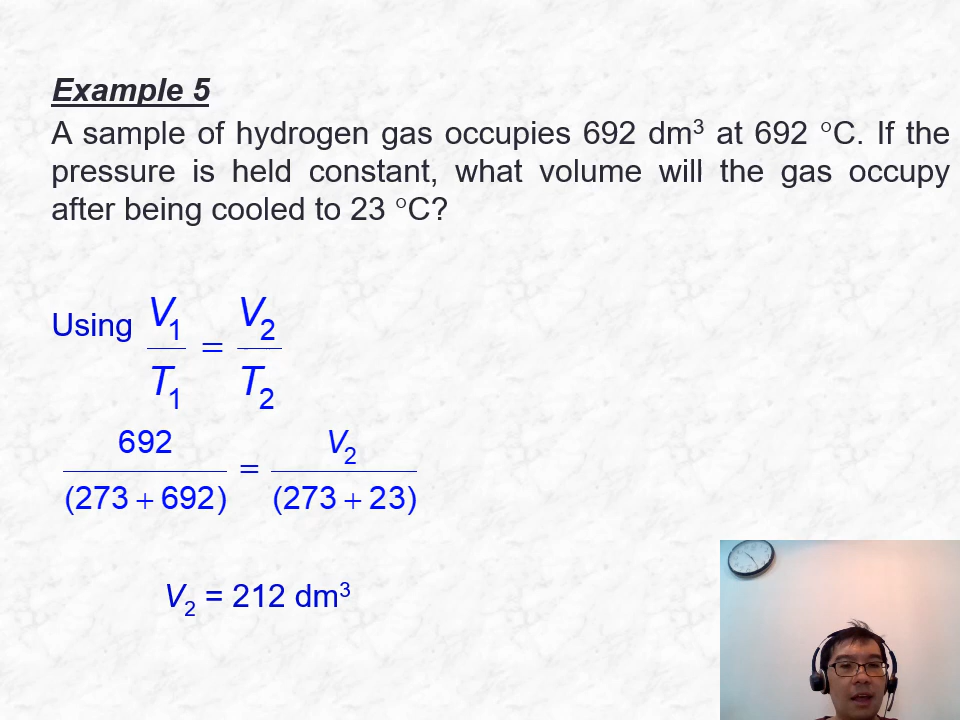 Example 5
A sample of hydrogen gas occupies 692 dm³ at 692 °C. If the
pressure is held constant, what volume will the gas occupy
after being cooled to 23 °C?
Using V₁/T₁ = V₂/T₂
692/(273 + 692) = V₂/(273 + 23)
V₂ = 212 dm³